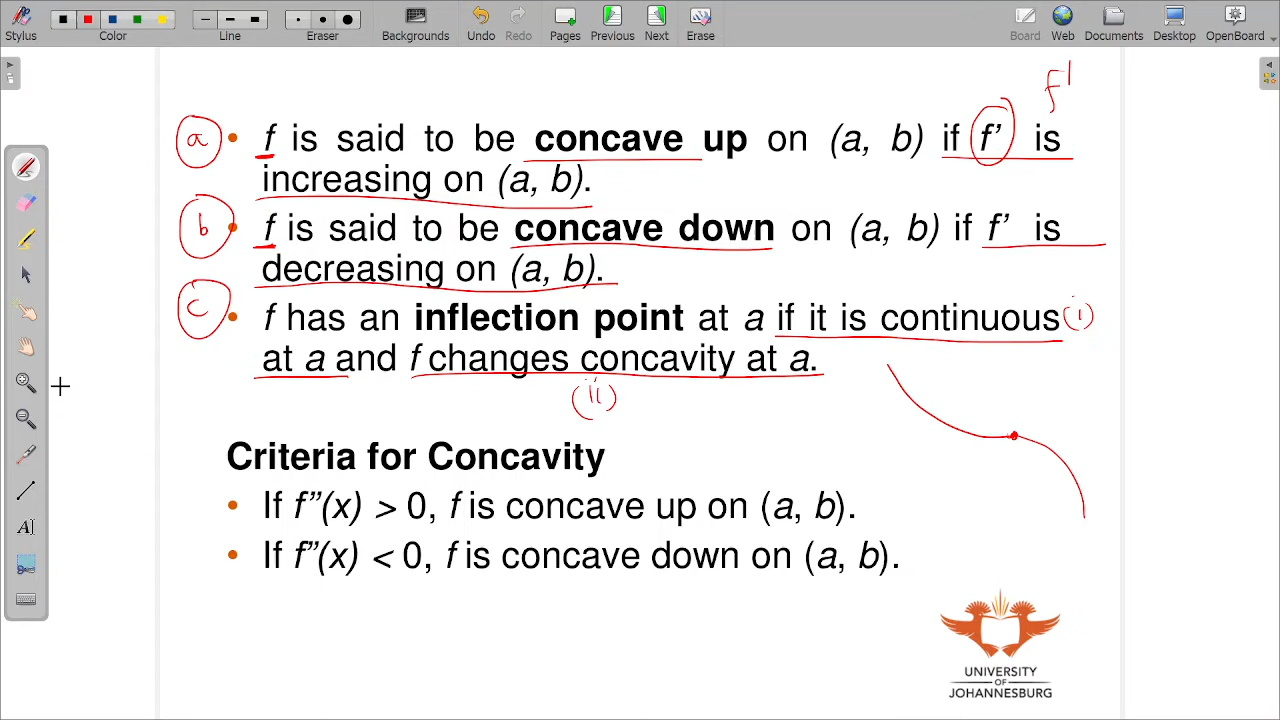 Stylus Color Line Eraser Backgrounds Undo Redo Pages Previous Next Erase Board Web Documents Desktop OpenBoard
f'
a • f is said to be concave up on (a, b) if f’ is
increasing on (a, b).
b • f is said to be concave down on (a, b) if f’ is
decreasing on (a, b).
c • f has an inflection point at a if it is continuous (i)
at a and f changes concavity at a.
(ii)
Criteria for Concavity
• If f”(x) > 0, f is concave up on (a, b).
• If f”(x) < 0, f is concave down on (a, b).
UNIVERSITY
OF
JOHANNESBURG